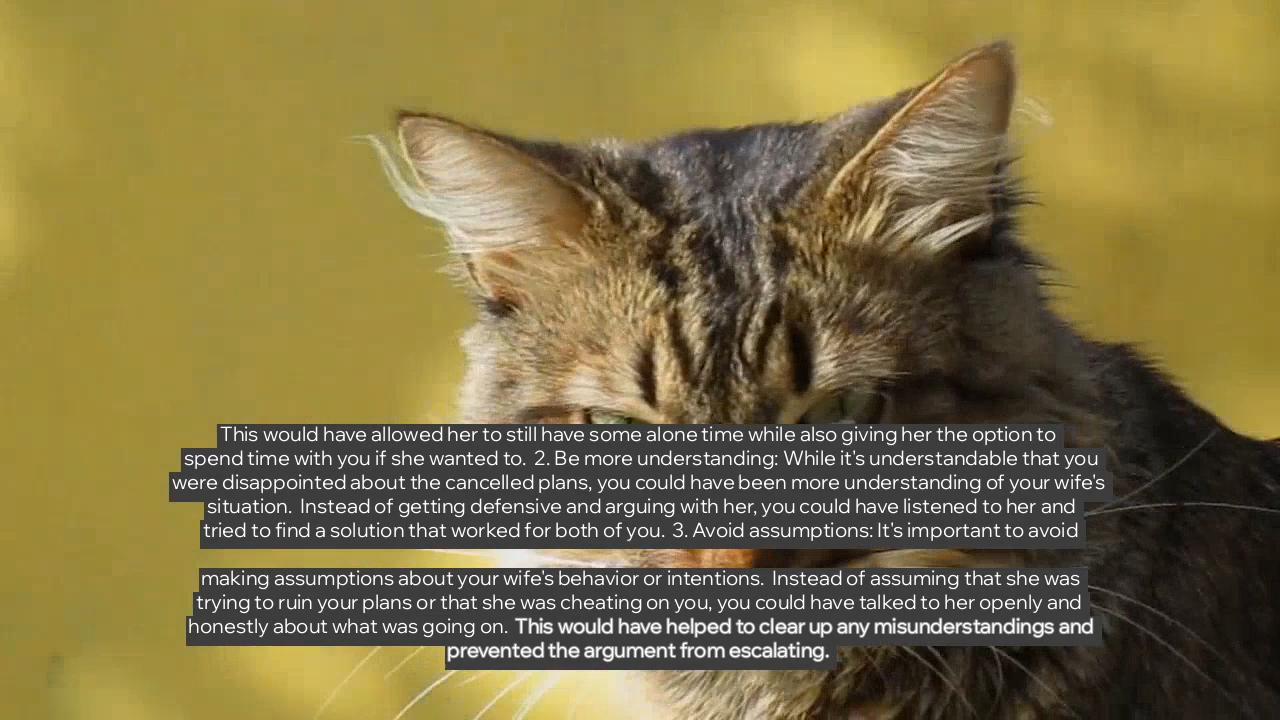 This would have allowed her to still have some alone time while also giving her the option to
spend time with you if she wanted to. 2. Be more understanding: While it's understandable that you
were disappointed about the cancelled plans, you could have been more understanding of your wife's
situation. Instead of getting defensive and arguing with her, you could have listened to her and
tried to find a solution that worked for both of you. 3. Avoid assumptions: It's important to avoid
making assumptions about your wife's behavior or intentions. Instead of assuming that she was
trying to ruin your plans or that she was cheating on you, you could have talked to her openly and
honestly about what was going on. This would have helped to clear up any misunderstandings and
prevented the argument from escalating.